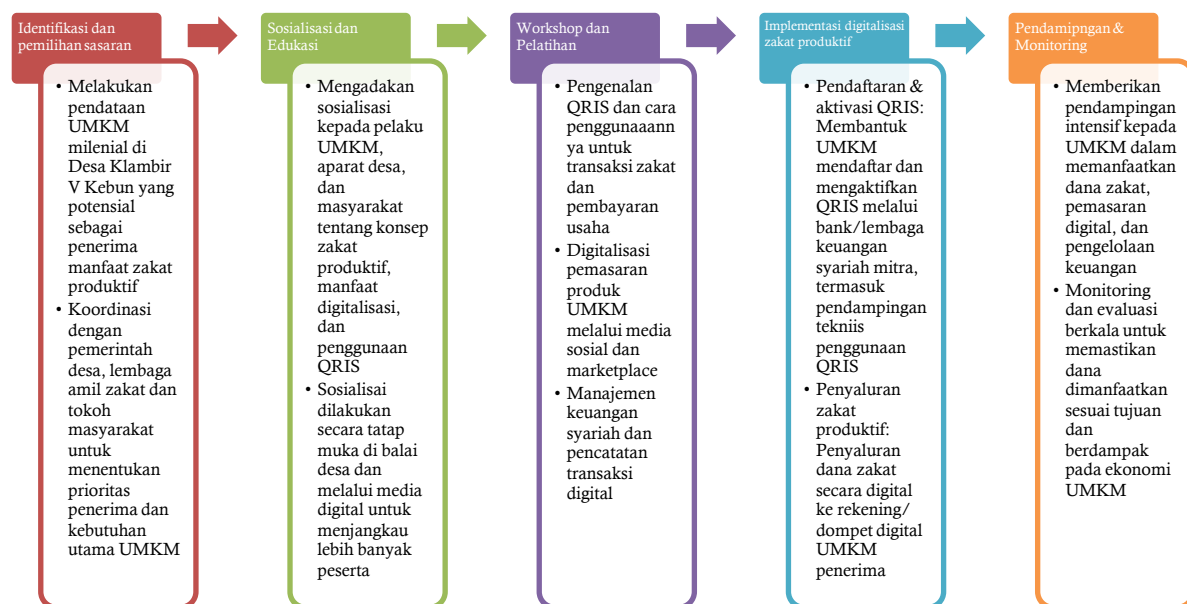 Identifikasi dan
pemilihan sasaran
• Melakukan
pendataan
UMKM
milenial di
Desa Klambir
V Kebun yang
potensial
sebagai
penerima
manfaat zakat
produktif
• Koordinasi
dengan
pemerintah
desa, lembaga
amil zakat dan
tokoh
masyarakat
untuk
menentukan
prioritas
penerima dan
kebutuhan
utama UMKM
Sosialisasi dan
Edukasi
• Mengadakan
sosialisasi
kepada pelaku
UMKM,
aparat desa,
dan
masyarakat
tentang konsep
zakat
produktif,
manfaat
digitalisasi,
dan
penggunaan
QRIS
• Sosialisai
dilakukan
secara tatap
muka di balai
desa dan
melalui media
digital untuk
menjangkau
lebih banyak
peserta
Workshop dan
Pelatihan
• Pengenalan
QRIS dan cara
penggunaaann
ya untuk
transaksi zakat
dan
pembayaran
usaha
• Digitalisasi
pemasaran
produk
UMKM
melalui media
sosial dan
marketplace
• Manajemen
keuangan
syariah dan
pencatatan
transaksi
digital
Implementasi digitalisasi
zakat produktif
• Pendaftaran &
aktivasi QRIS:
Membantu
UMKM
mendaftar dan
mengaktifkan
QRIS melalui
bank/lembaga
keuangan
syariah mitra,
termasuk
pendampingan
tekniis
penggunaan
QRIS
• Penyaluran
zakat
produktif:
Penyaluran
dana zakat
secara digital
ke rekening/
dompet digital
UMKM
penerima
Pendamipngan &
Monitoring
• Memberikan
pendampingan
intensif kepada
UMKM dalam
memanfaatkan
dana zakat,
pemasaran
digital, dan
pengelolaan
keuangan
• Monitoring
dan evaluasi
berkala untuk
memastikan
dana
dimanfaatkan
sesuai tujuan
dan
berdampak
pada ekonomi
UMKM